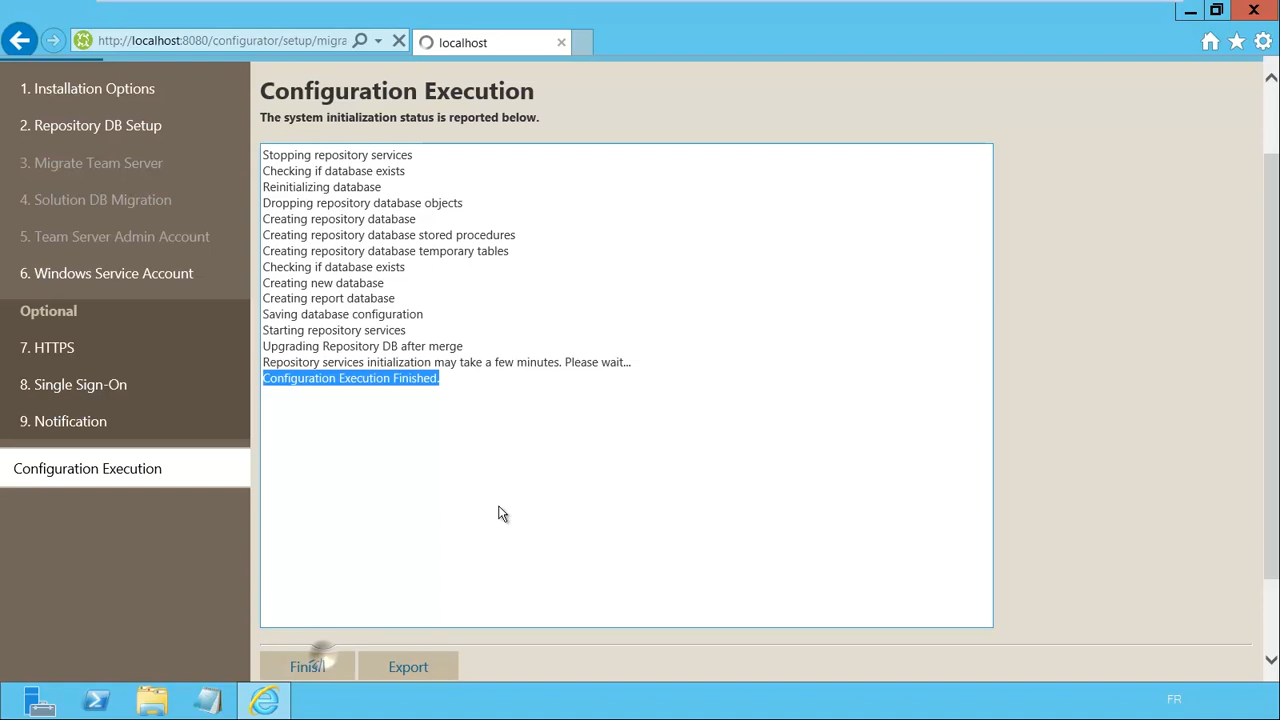 http://localhost:8080/configurator/setup/migra
localhost
1. Installation Options
2. Repository DB Setup
3. Migrate Team Server
4. Solution DB Migration
5. Team Server Admin Account
6. Windows Service Account
Optional
7. HTTPS
8. Single Sign-On
9. Notification
Configuration Execution
Configuration Execution
The system initialization status is reported below.
Stopping repository services
Checking if database exists
Reinitializing database
Dropping repository database objects
Creating repository database
Creating repository database stored procedures
Creating repository database temporary tables
Checking if database exists
Creating new database
Creating report database
Saving database configuration
Starting repository services
Upgrading Repository DB after merge
Repository services initialization may take a few minutes. Please wait...
Configuration Execution Finished.
Finish
Export
FR